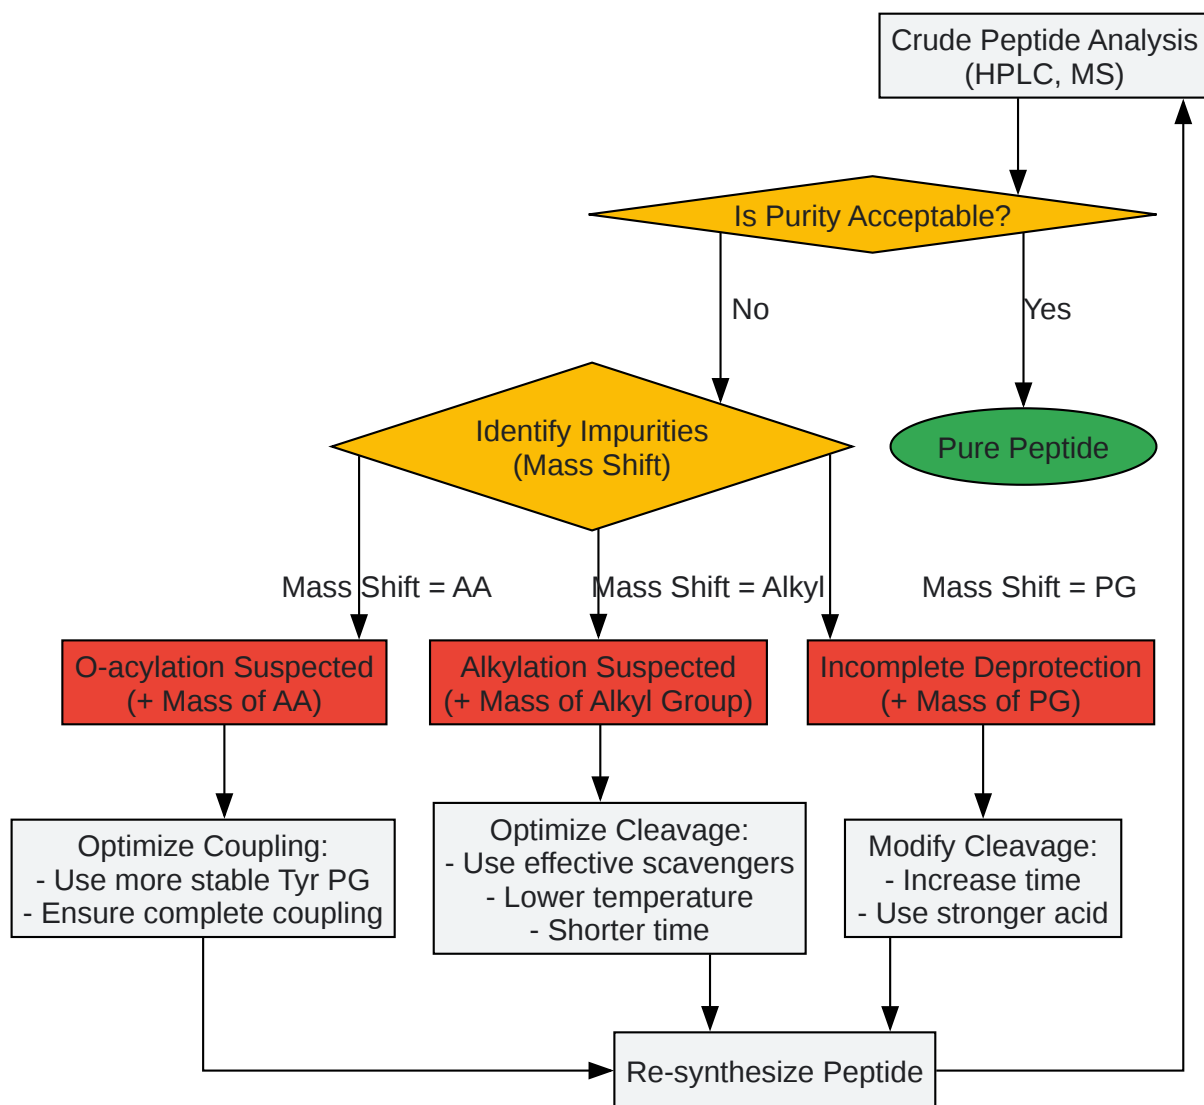 Crude Peptide Analysis
(HPLC, MS)
Is Purity Acceptable?
No
Yes
Identify Impurities
(Mass Shift)
Pure Peptide
Mass Shift = AA
Mass Shift = Alkyl
Mass Shift = PG
O-acylation Suspected
(+ Mass of AA)
Alkylation Suspected
(+ Mass of Alkyl Group)
Incomplete Deprotection
(+ Mass of PG)
Optimize Coupling:
- Use more stable Tyr PG
- Ensure complete coupling
Optimize Cleavage:
- Use effective scavengers
- Lower temperature
- Shorter time
Modify Cleavage:
- Increase time
- Use stronger acid
Re-synthesize Peptide